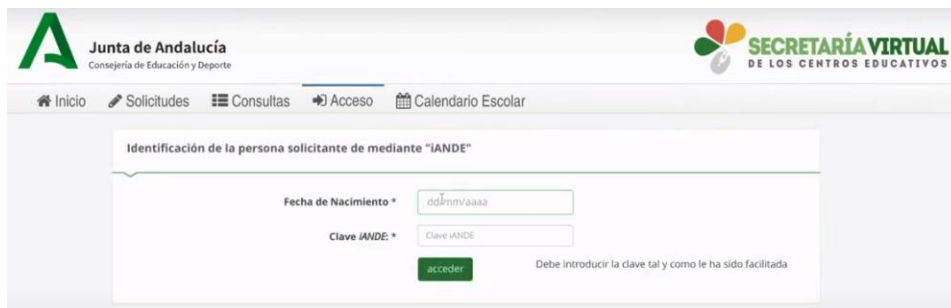 Junta de Andalucía
Consejería de Educación y Deporte
SECRETARÍA VIRTUAL
DE LOS CENTROS EDUCATIVOS
Inicio Solicitudes Consultas Acceso Calendario Escolar
Identificación de la persona solicitante de mediante "iANDE"
Fecha de Nacimiento * dd/mm/aaaa
Clave iANDE: * Clave iANDE
acceder Debe introducir la clave tal y como le ha sido facilitada